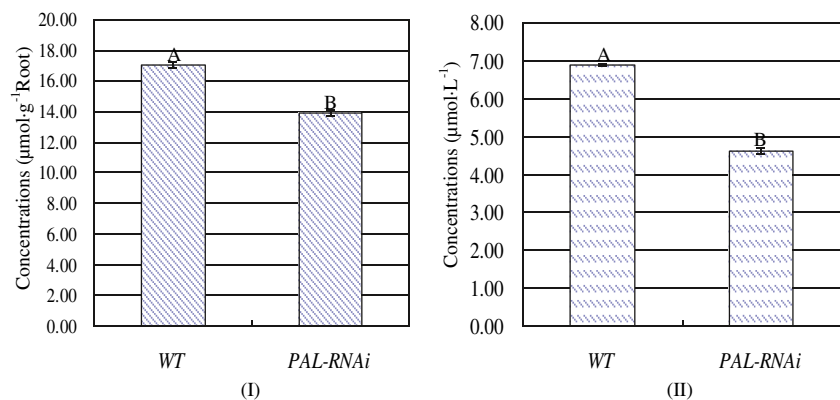 Concentrations (μmol·g⁻¹Root)
20.00
18.00
16.00
14.00
12.00
10.00
8.00
6.00
4.00
2.00
0.00
A
B
WT
PAL-RNAi
(I)
Concentrations (μmol·L⁻¹)
8.00
7.00
6.00
5.00
4.00
3.00
2.00
1.00
0.00
A
B
WT
PAL-RNAi
(II)